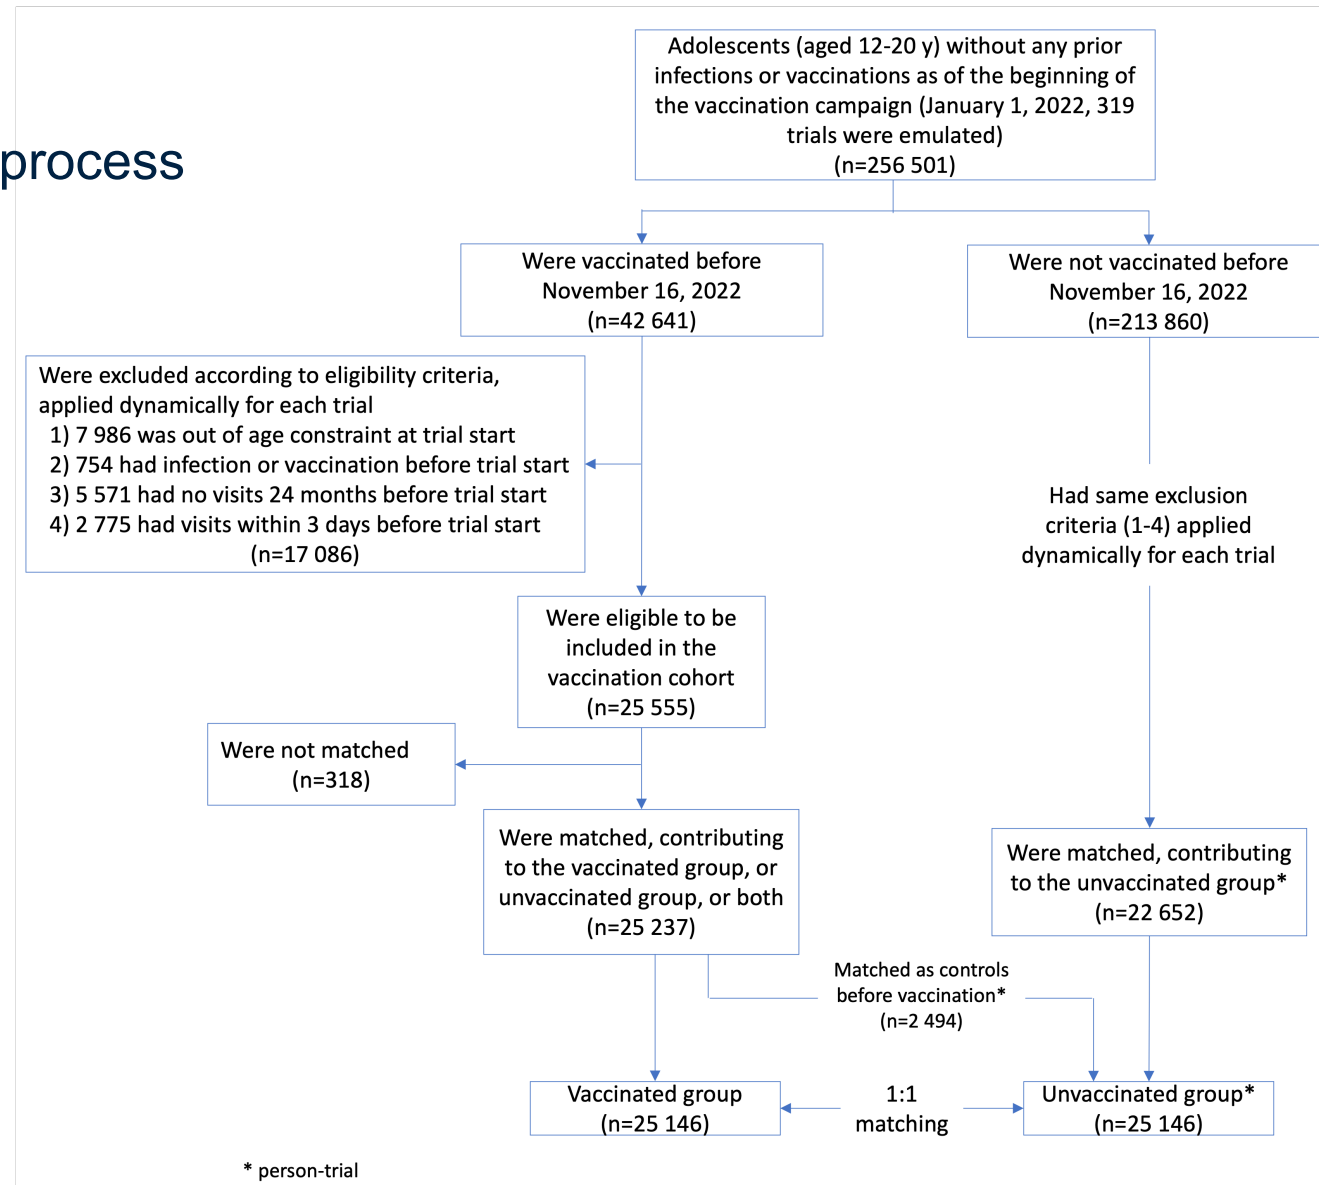 process
Adolescents (aged 12-20 y) without any prior
infections or vaccinations as of the beginning of
the vaccination campaign (January 1, 2022, 319
trials were emulated)
(n=256 501)
Were vaccinated before
November 16, 2022
(n=42 641)
Were not vaccinated before
November 16, 2022
(n=213 860)
Were excluded according to eligibility criteria,
applied dynamically for each trial
1) 7 986 was out of age constraint at trial start
2) 754 had infection or vaccination before trial start
3) 5 571 had no visits 24 months before trial start
4) 2 775 had visits within 3 days before trial start
(n=17 086)
Had same exclusion
criteria (1-4) applied
dynamically for each trial
Were eligible to be
included in the
vaccination cohort
(n=25 555)
Were not matched
(n=318)
Were matched, contributing
to the vaccinated group, or
unvaccinated group, or both
(n=25 237)
Were matched, contributing
to the unvaccinated group*
(n=22 652)
Matched as controls
before vaccination*
(n=2 494)
Vaccinated group
(n=25 146)
1:1
matching
Unvaccinated group*
(n=25 146)
* person-trial